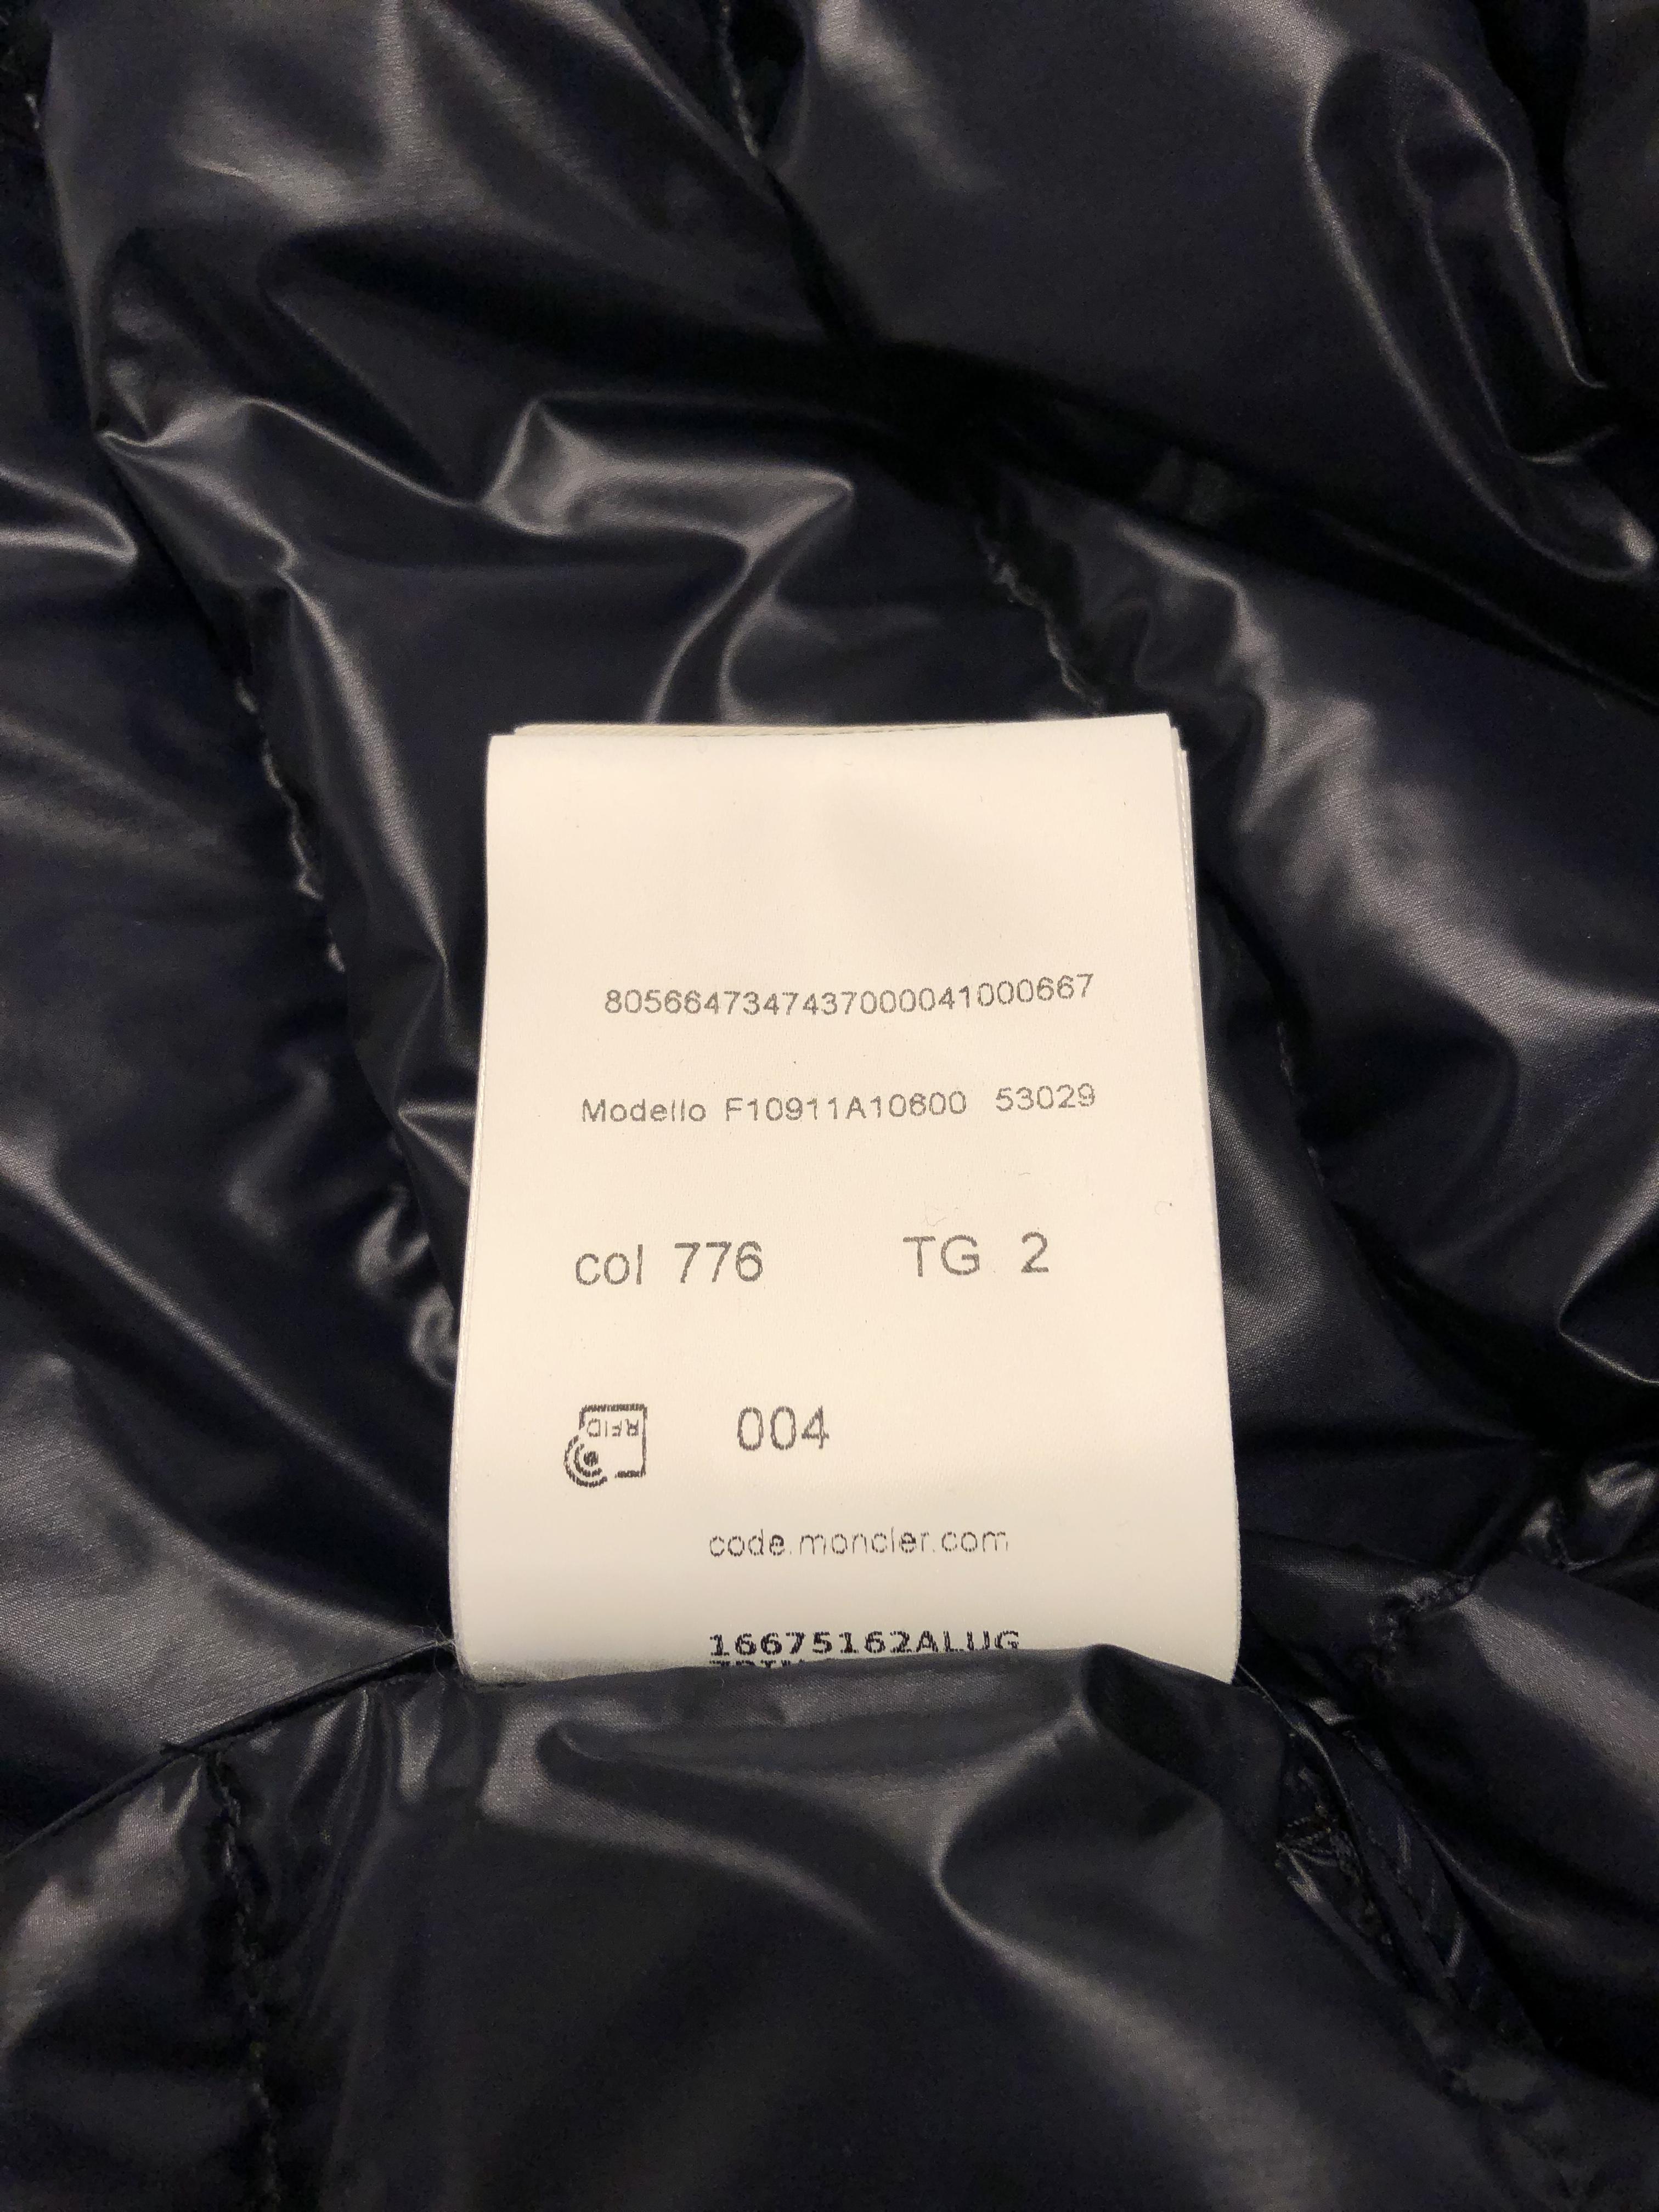 8056647347437000041000667
Modello F10911A10600 53029
col 776 TG 2
RFID 004
code.moncler.com
16675162ALUG